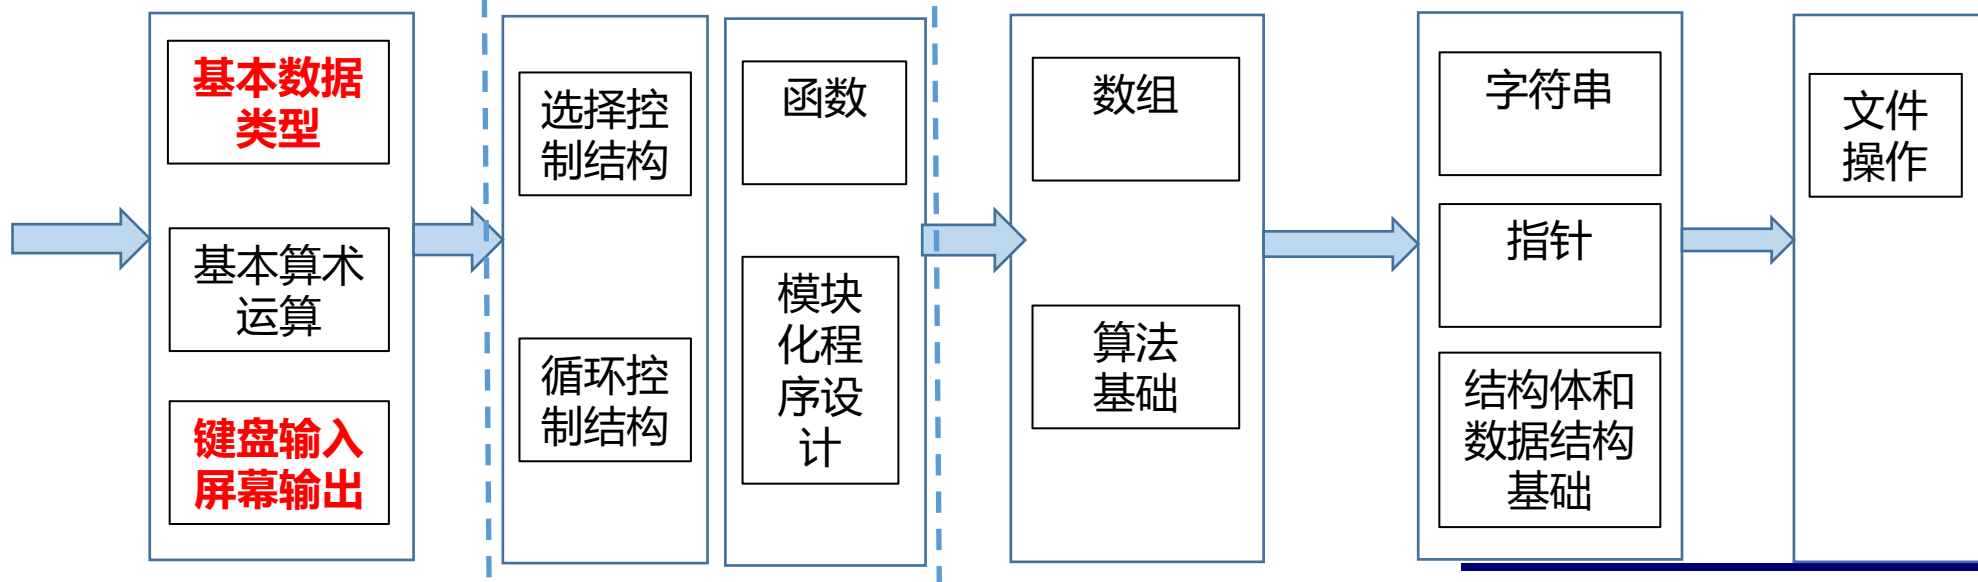 基本数据
类型
基本算术
运算
键盘输入
屏幕输出
选择控
制结构
循环控
制结构
函数
模块
化程
序设
计
数组
算法
基础
字符串
指针
结构体和
数据结构
基础
文件
操作